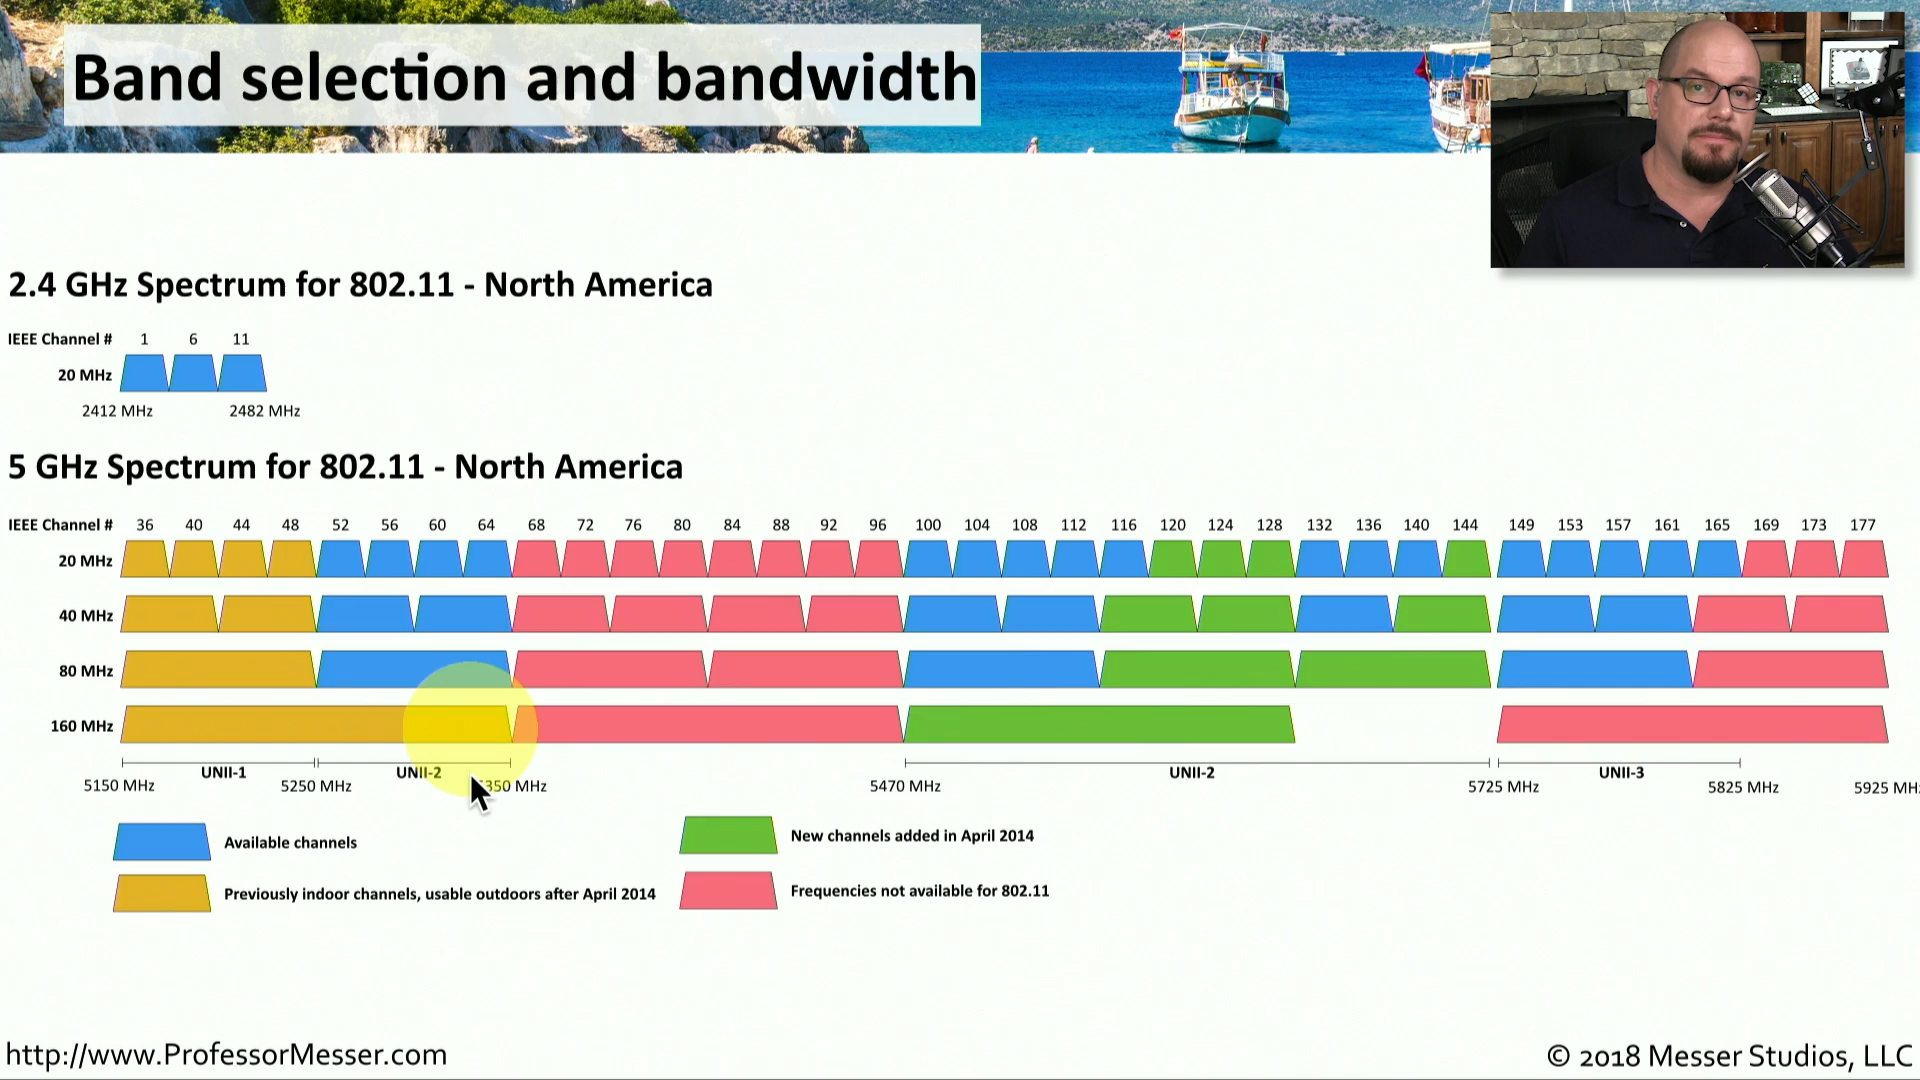 Band selection and bandwidth
2.4 GHz Spectrum for 802.11 - North America
IEEE Channel # 1 6 11
20 MHz
2412 MHz 2482 MHz
5 GHz Spectrum for 802.11 - North America
IEEE Channel # 36 40 44 48 52 56 60 64 68 72 76 80 84 88 92 96 100 104 108 112 116 120 124 128 132 136 140 144 149 153 157 161 165 169 173 177
20 MHz
40 MHz
80 MHz
160 MHz
UNII-1 UNII-2 UNII-2 UNII-3
5150 MHz 5250 MHz 350 MHz 5470 MHz 5725 MHz 5825 MHz 5925 MH
Available channels
New channels added in April 2014
Previously indoor channels, usable outdoors after April 2014
Frequencies not available for 802.11
http://www.ProfessorMesser.com
© 2018 Messer Studios, LLC